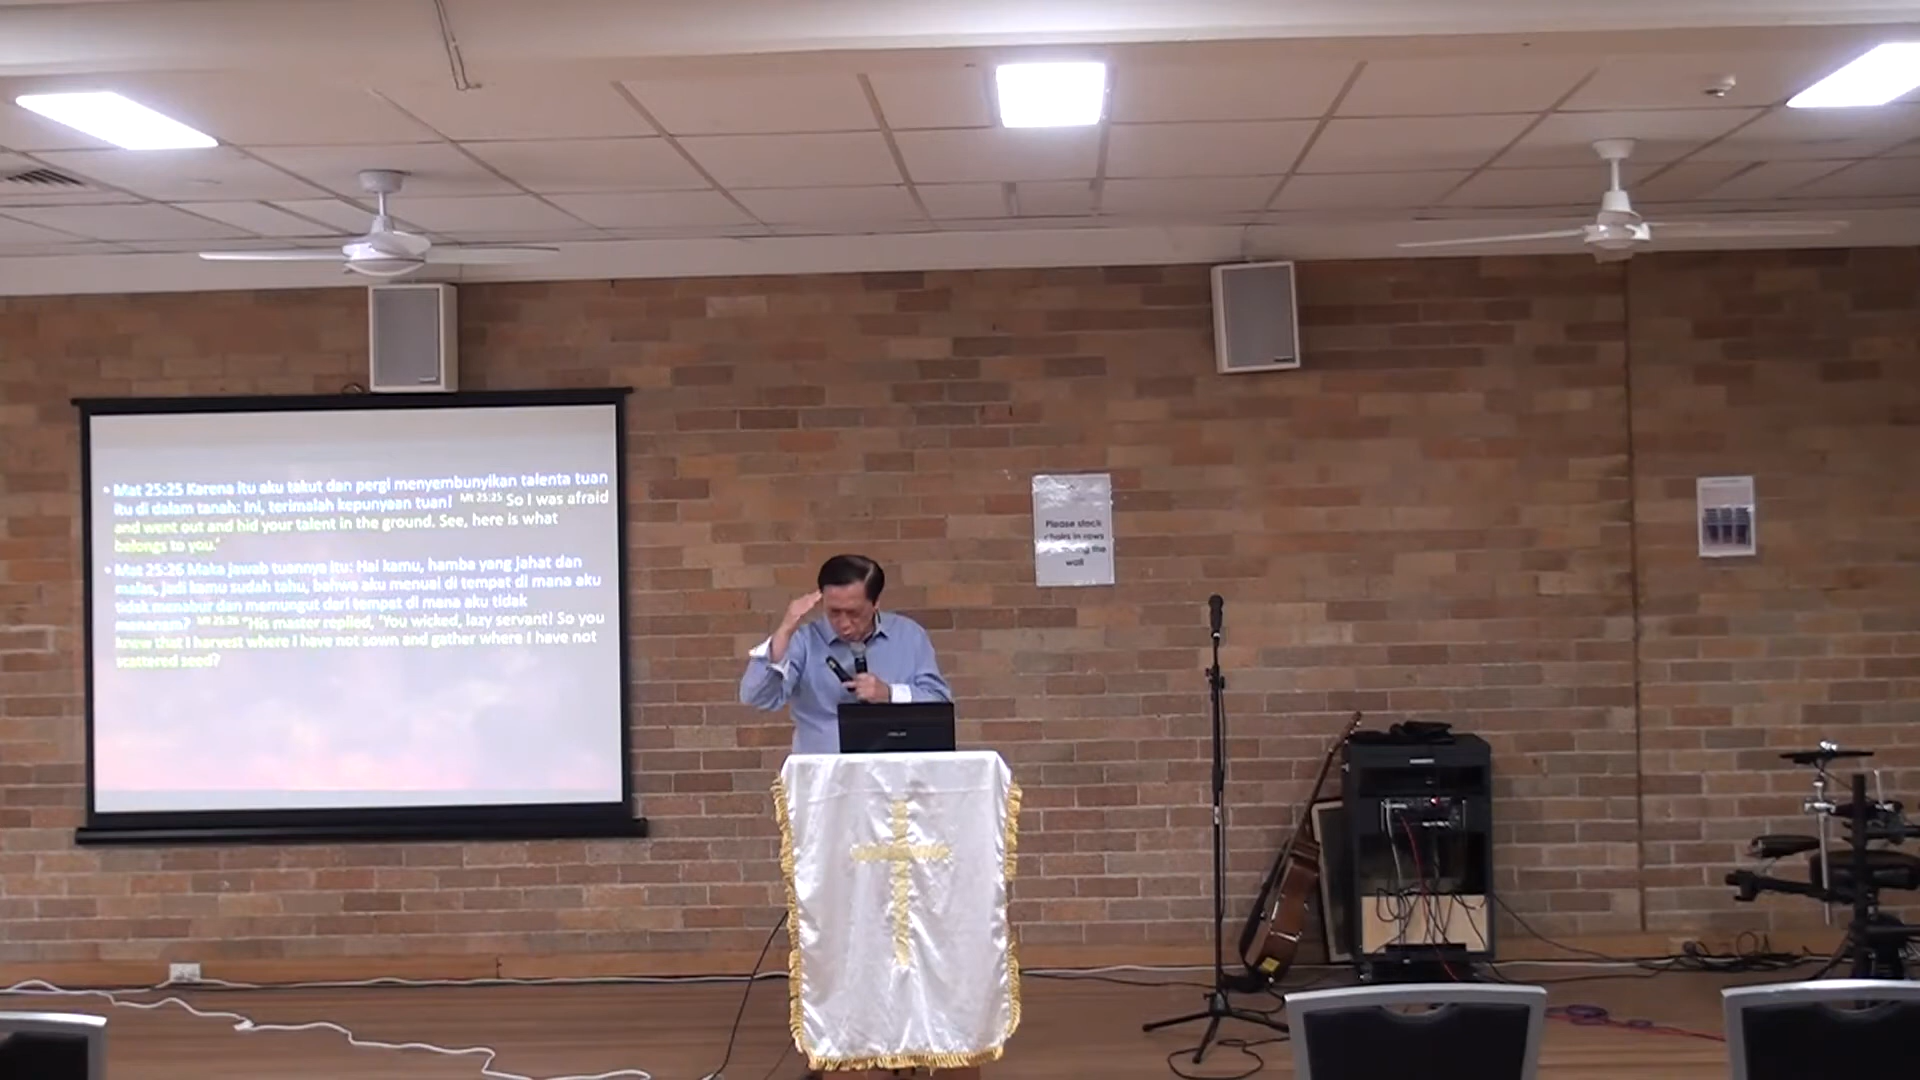 • Mat 25:25 Karena itu aku takut dan pergi menyembunyikan talenta tuan
itu di dalam tanah: Ini, terimalah kepunyaan tuan! Mt 25:25 So I was afraid
and went out and hid your talent in the ground. See, here is what
belongs to you.'
• Mat 25:26 Maka jawab tuannya itu: Hai kamu, hamba yang jahat dan
malas, jadi kamu sudah tahu, bahwa aku menuai di tempat di mana aku
tidak menabur dan memungut dari tempat di mana aku tidak
menanam? Mt 25:26 "His master replied, 'You wicked, lazy servant! So you
knew that I harvest where I have not sown and gather where I have not
scattered seed?
Please stack
chairs in rows
the
wall
ASUS